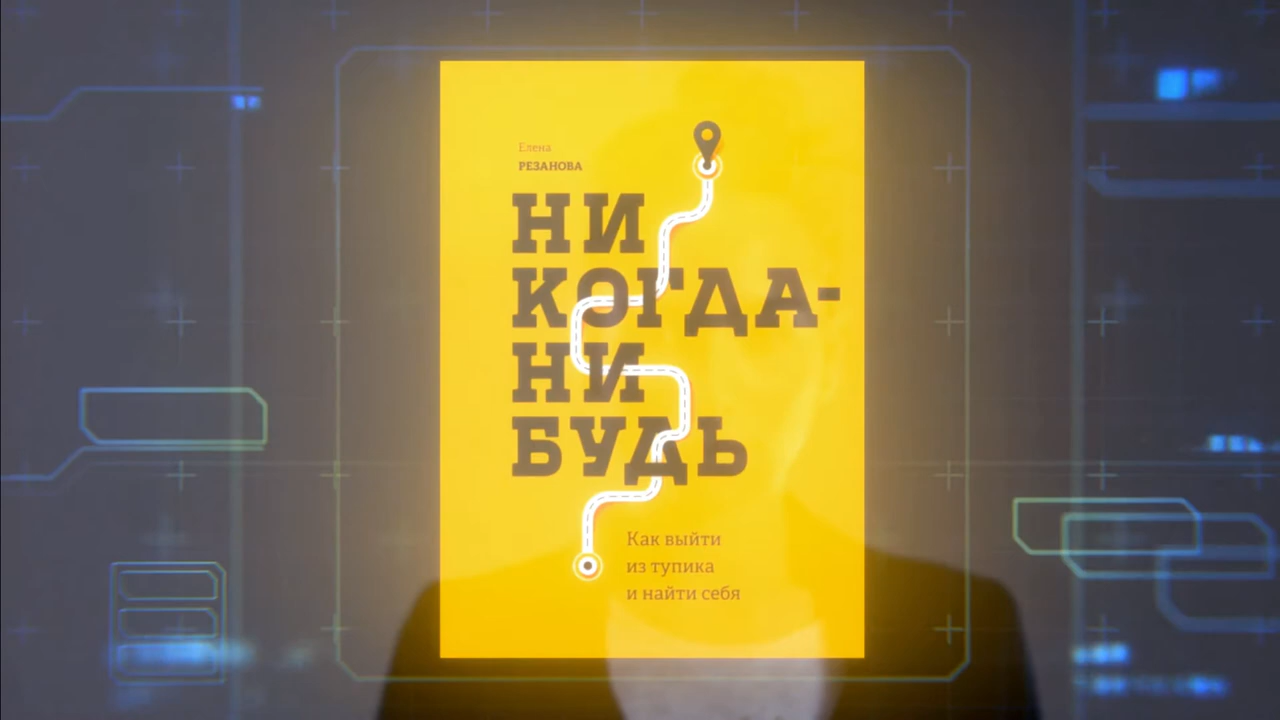 Елена
РЕЗАНОВА
НИ
КОГДА-
НИ
БУДЬ
Как выйти
из тупика
и найти себя